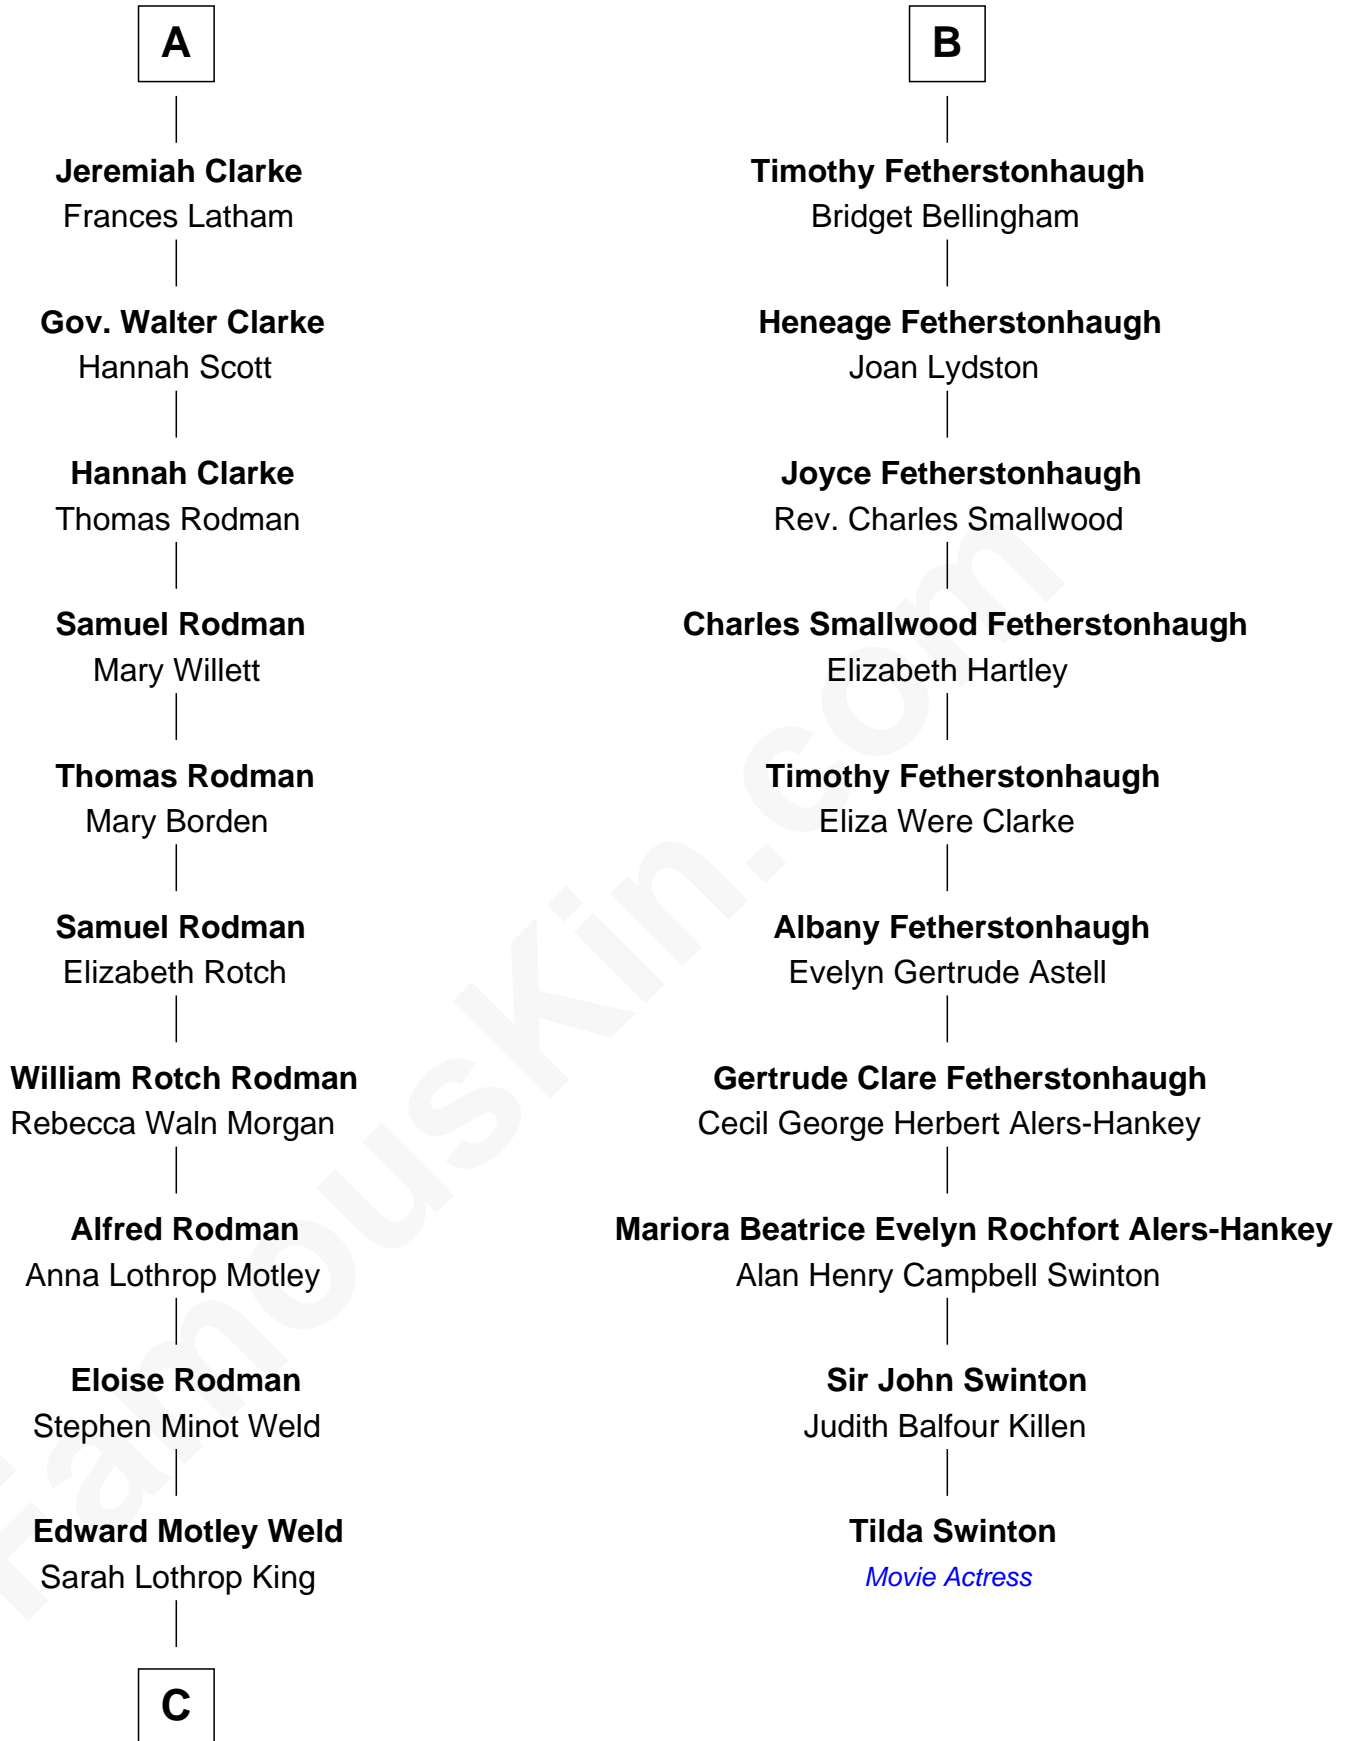 A
Jeremiah Clarke
Frances Latham
Gov. Walter Clarke
Hannah Scott
Hannah Clarke
Thomas Rodman
Samuel Rodman
Mary Willett
Thomas Rodman
Mary Borden
Samuel Rodman
Elizabeth Rotch
William Rotch Rodman
Rebecca Waln Morgan
Alfred Rodman
Anna Lothrop Motley
Eloise Rodman
Stephen Minot Weld
Edward Motley Weld
Sarah Lothrop King
C
B
Timothy Fetherstonhaugh
Bridget Bellingham
Heneage Fetherstonhaugh
Joan Lydston
Joyce Fetherstonhaugh
Rev. Charles Smallwood
Charles Smallwood Fetherstonhaugh
Elizabeth Hartley
Timothy Fetherstonhaugh
Eliza Were Clarke
Albany Fetherstonhaugh
Evelyn Gertrude Astell
Gertrude Clare Fetherstonhaugh
Cecil George Herbert Alers-Hankey
Mariora Beatrice Evelyn Rochfort Alers-Hankey
Alan Henry Campbell Swinton
Sir John Swinton
Judith Balfour Killen
Tilda Swinton
Movie Actress
FamousKin.com